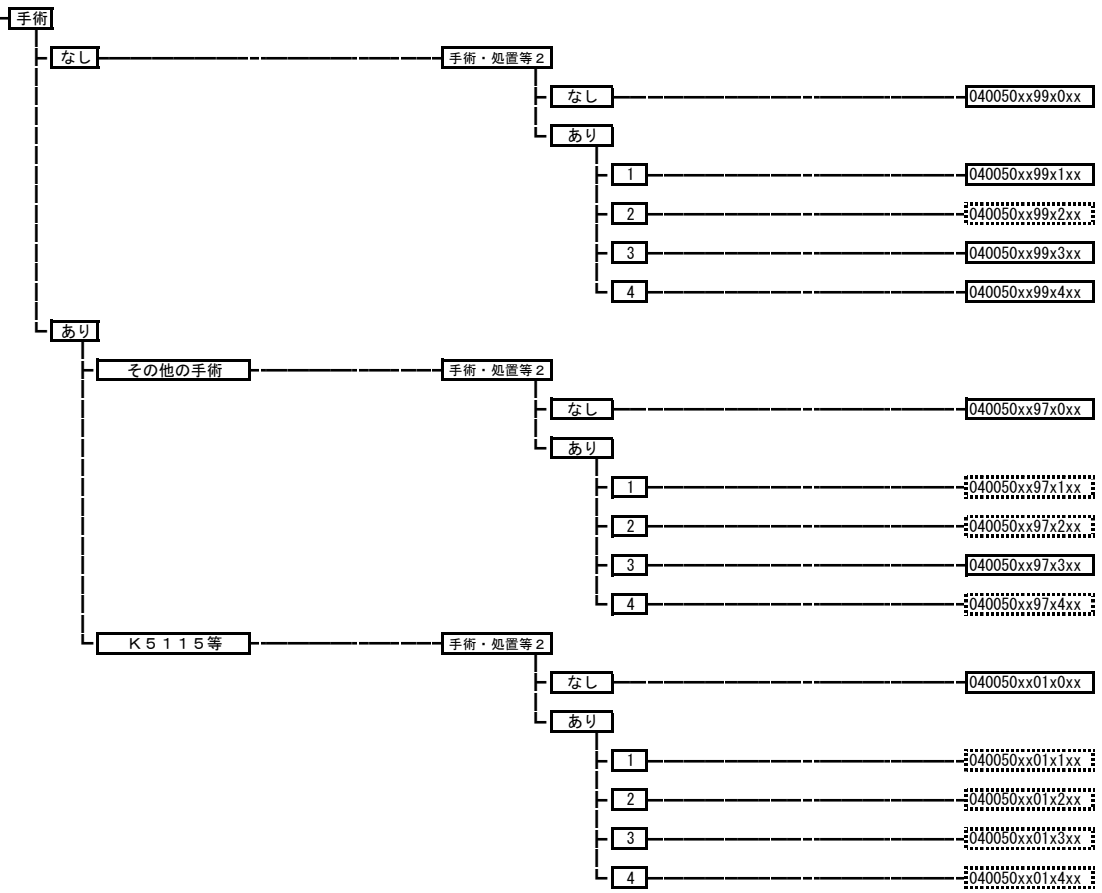 手術
なし 手術・処置等２
なし 040050xx99x0xx
あり
1 040050xx99x1xx
2 040050xx99x2xx
3 040050xx99x3xx
4 040050xx99x4xx
あり
その他の手術 手術・処置等２
なし 040050xx97x0xx
あり
1 040050xx97x1xx
2 040050xx97x2xx
3 040050xx97x3xx
4 040050xx97x4xx
Ｋ５１１５等 手術・処置等２
なし 040050xx01x0xx
あり
1 040050xx01x1xx
2 040050xx01x2xx
3 040050xx01x3xx
4 040050xx01x4xx